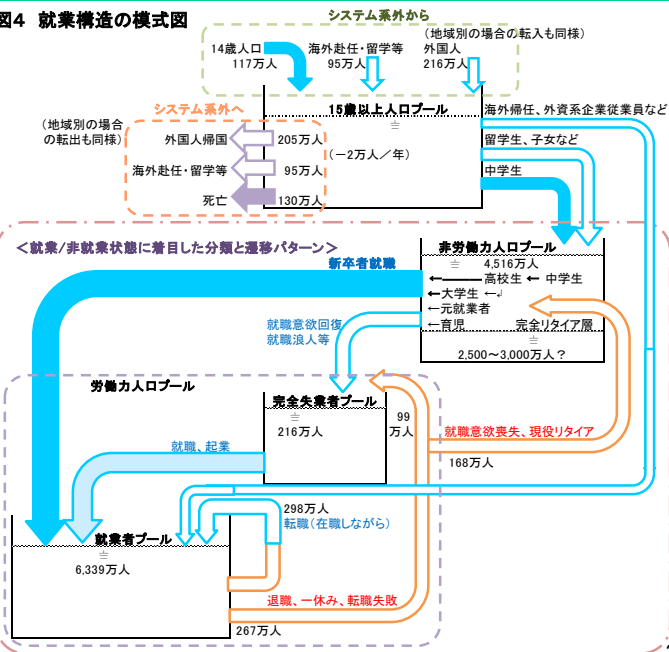 図4 就業構造の模式図
システム系外から
14歳人口
117万人
海外赴任・留学等
95万人
(地域別の場合の転入も同様)
外国人
216万人
15歳以上人口プール
(-2万人/年)
システム系外へ
(地域別の場合
の転出も同様)
外国人帰国
205万人
海外赴任・留学等
95万人
死亡
130万人
海外帰任、外資系企業従業員など
留学生、子女など
中学生
<就業/非就業状態に着目した分類と遷移パターン>
新卒者就職
非労働力人口プール
4,516万人
←―――高校生 ← 中学生
←大学生 ←┘
←元就業者
←育児 完全リタイア層
2,500~3,000万人?
就職意欲回復
就職浪人等
労働力人口プール
完全失業者プール
216万人
99
万人
就職意欲喪失、現役リタイア
168万人
就職、起業
298万人
転職(在職しながら)
就業者プール
6,339万人
退職、一休み、転職失敗
267万人